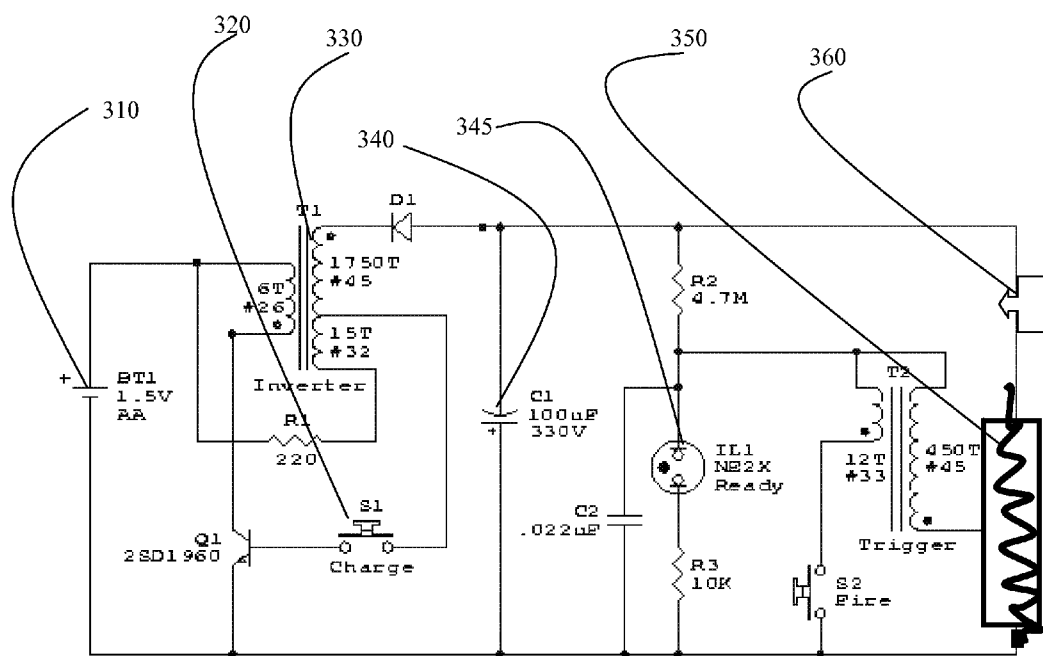 320
330
350
360
310
340
345
T1
D1
1750T
#45
6T
#26
R2
4.7M
15T
#32
T2
+
BT1
1.5V
AA
Inverter
C1
100uF
330V
+
R1
220
IL1
NE2X
Ready
12T
#33
450T
#45
S1
C2
.022uF
Q1
2SD1960
Charge
Trigger
R3
10K
S2
Fire